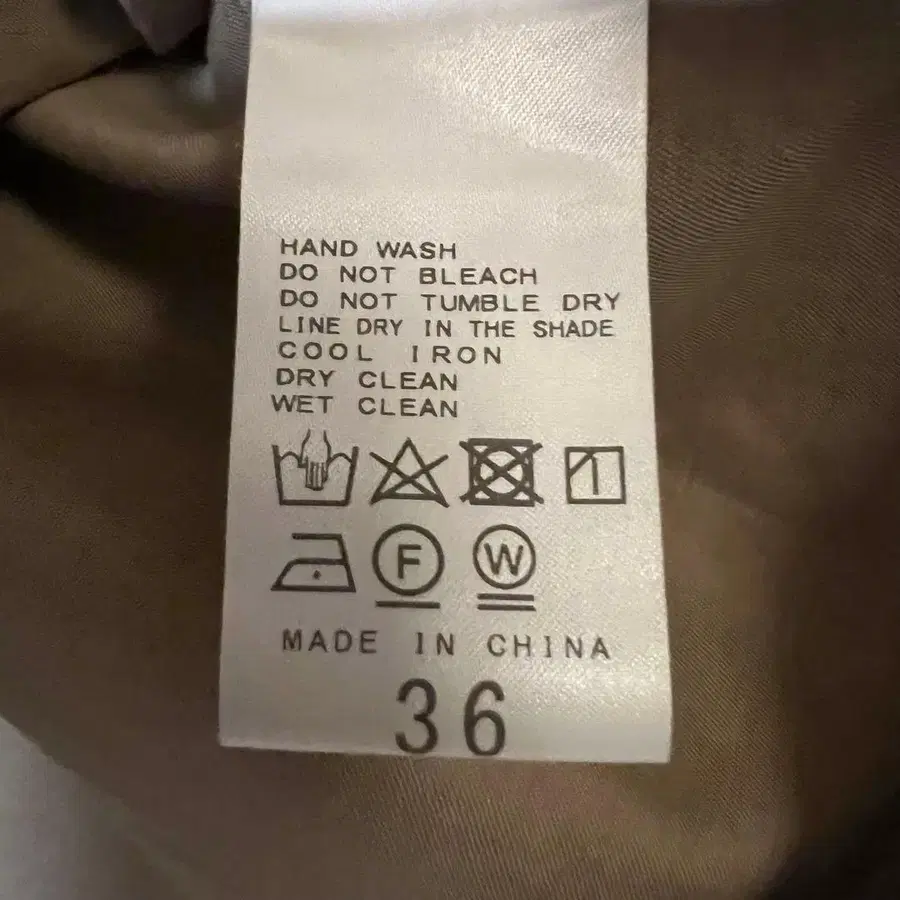 HAND WASH
DO NOT BLEACH
DO NOT TUMBLE DRY
LINE DRY IN THE SHADE
COOL IRON
DRY CLEAN
WET CLEAN
F W
MADE IN CHINA
36